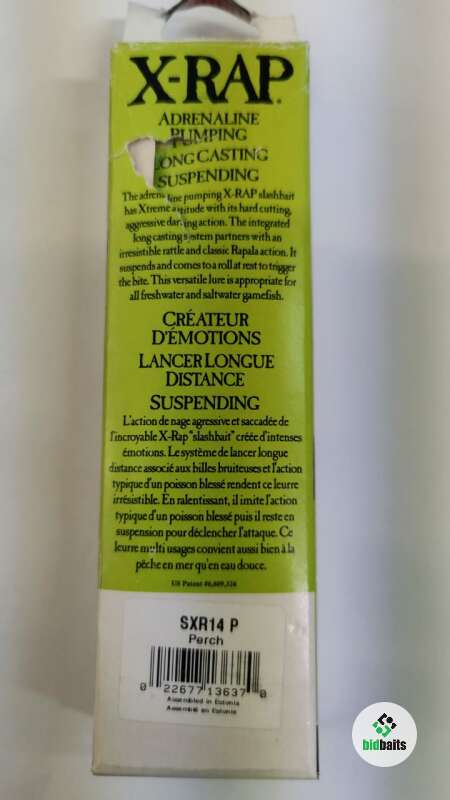 X-RAP®
ADRENALINE
PUMPING
LONG CASTING
SUSPENDING
The adrenaline pumping X-RAP slashbait
has Xtreme attitude with its hard cutting,
aggressive darting action. The integrated
long casting system partners with an
irresistible rattle and classic Rapala action. It
suspends and comes to a roll at rest to trigger
the bite. This versatile lure is appropriate for
all freshwater and saltwater gamefish.
CRÉATEUR
D'ÉMOTIONS
LANCER LONGUE
DISTANCE
SUSPENDING
L'action de nage agressive et saccadée de
l'incroyable X-Rap "slashbait" créée d'intenses
émotions. Le système de lancer longue
distance associé aux billes bruiteuses et l'action
typique d'un poisson blessé rendent ce leurre
irrésistible. En ralentissant, il imite l'action
typique d'un poisson blessé puis il reste en
suspension pour déclencher l'attaque. Ce
leurre multi usages convient aussi bien à la
pêche en mer qu'en eau douce.
US Patent #6,609,326
SXR14 P
Perch
0 22677 13637 0
Assembled in Estonia
Assemblé en Estonie
bidbaits